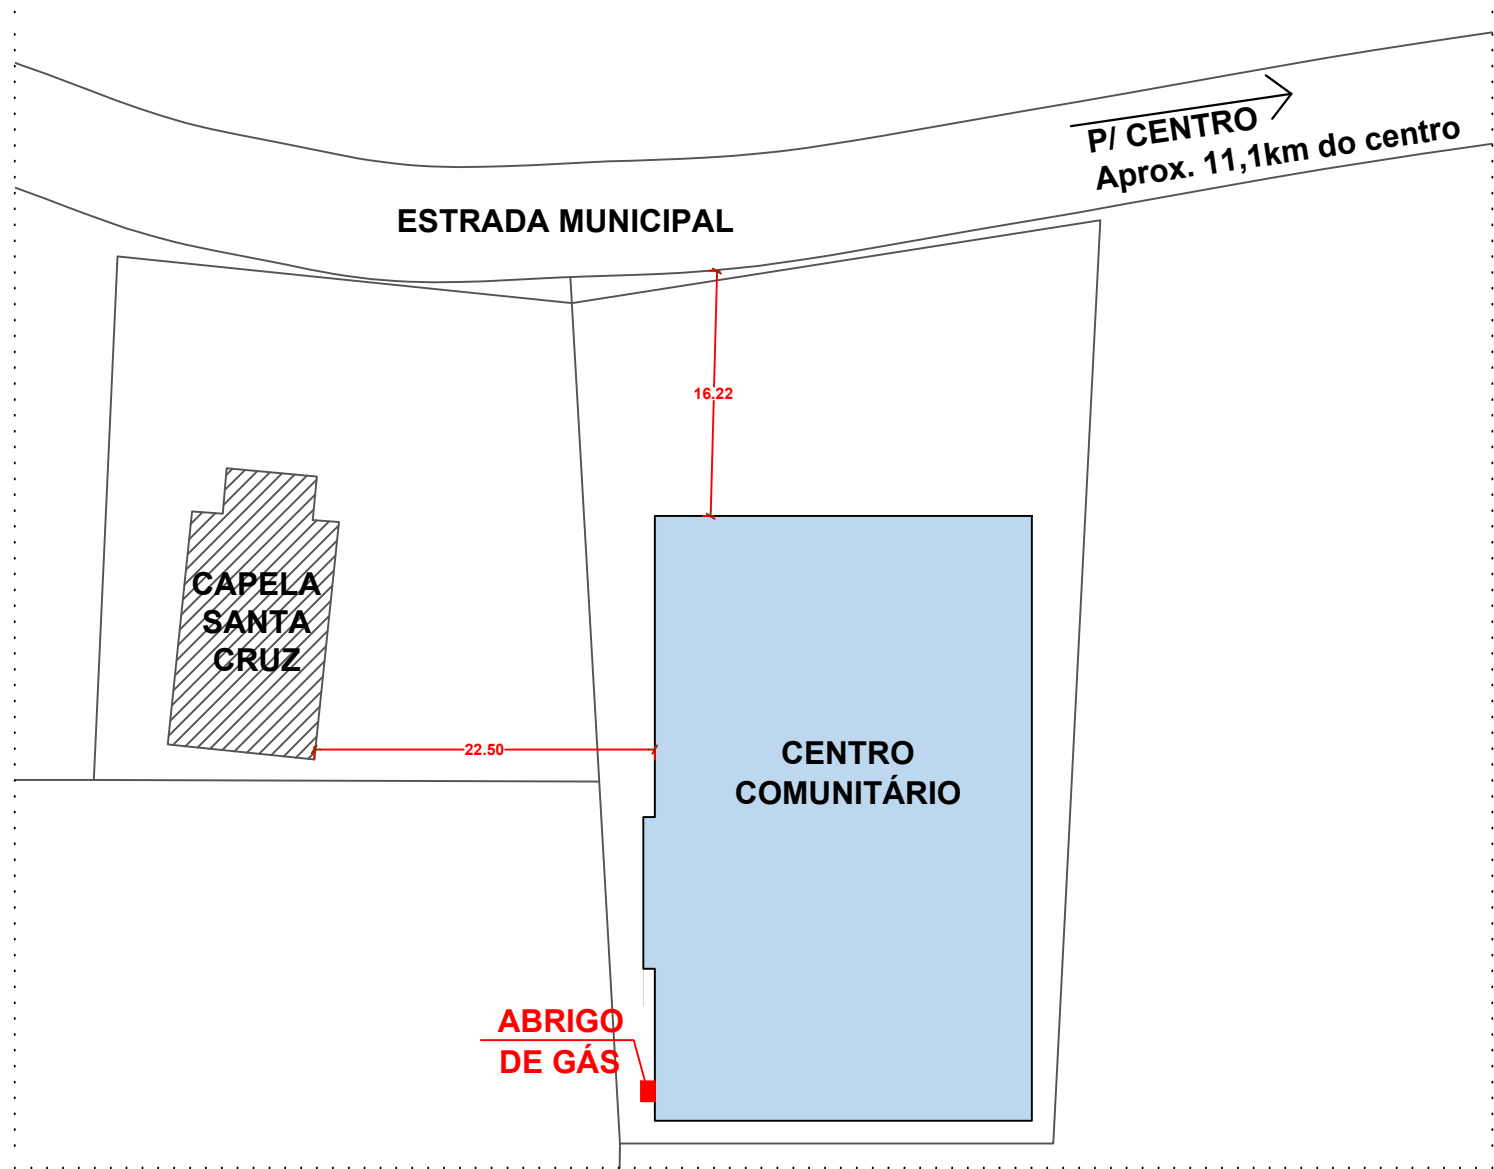 P/ CENTRO
Aprox. 11,1km do centro
ESTRADA MUNICIPAL
16.22
CAPELA
SANTA
CRUZ
22.50
CENTRO
COMUNITÁRIO
ABRIGO
DE GÁS